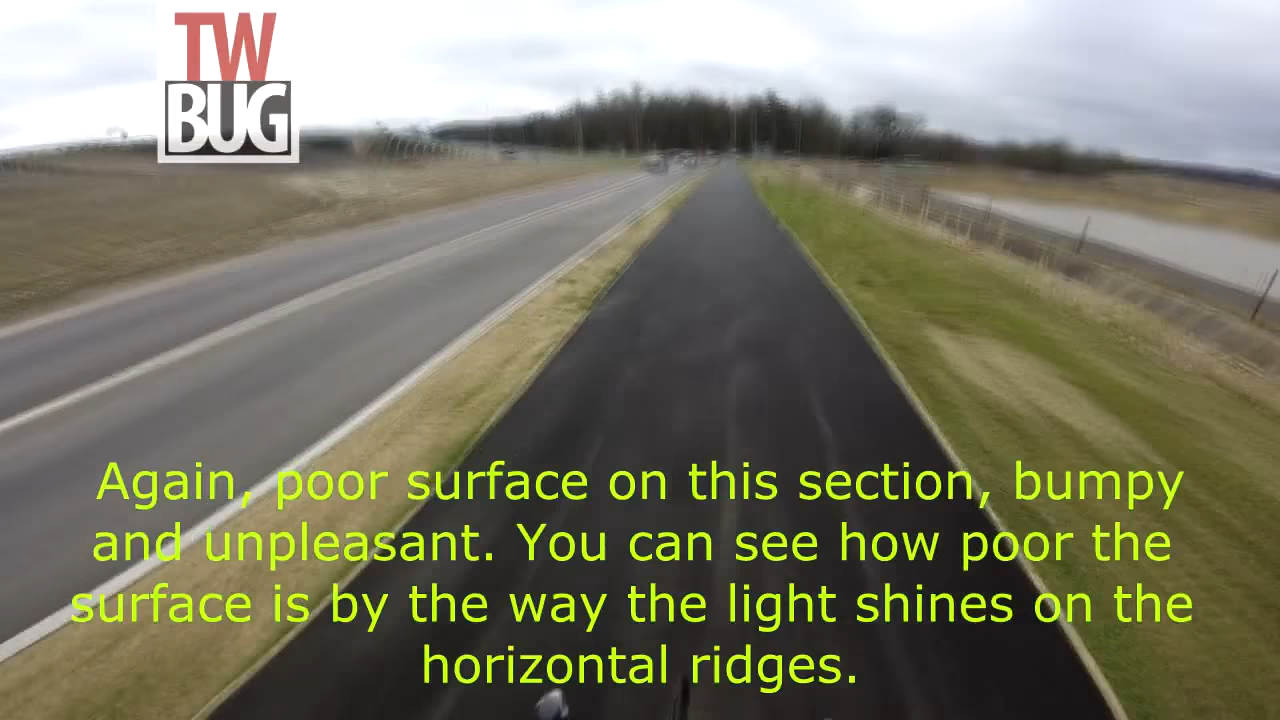 TW
BUG
Again, poor surface on this section, bumpy
and unpleasant. You can see how poor the
surface is by the way the light shines on the
horizontal ridges.